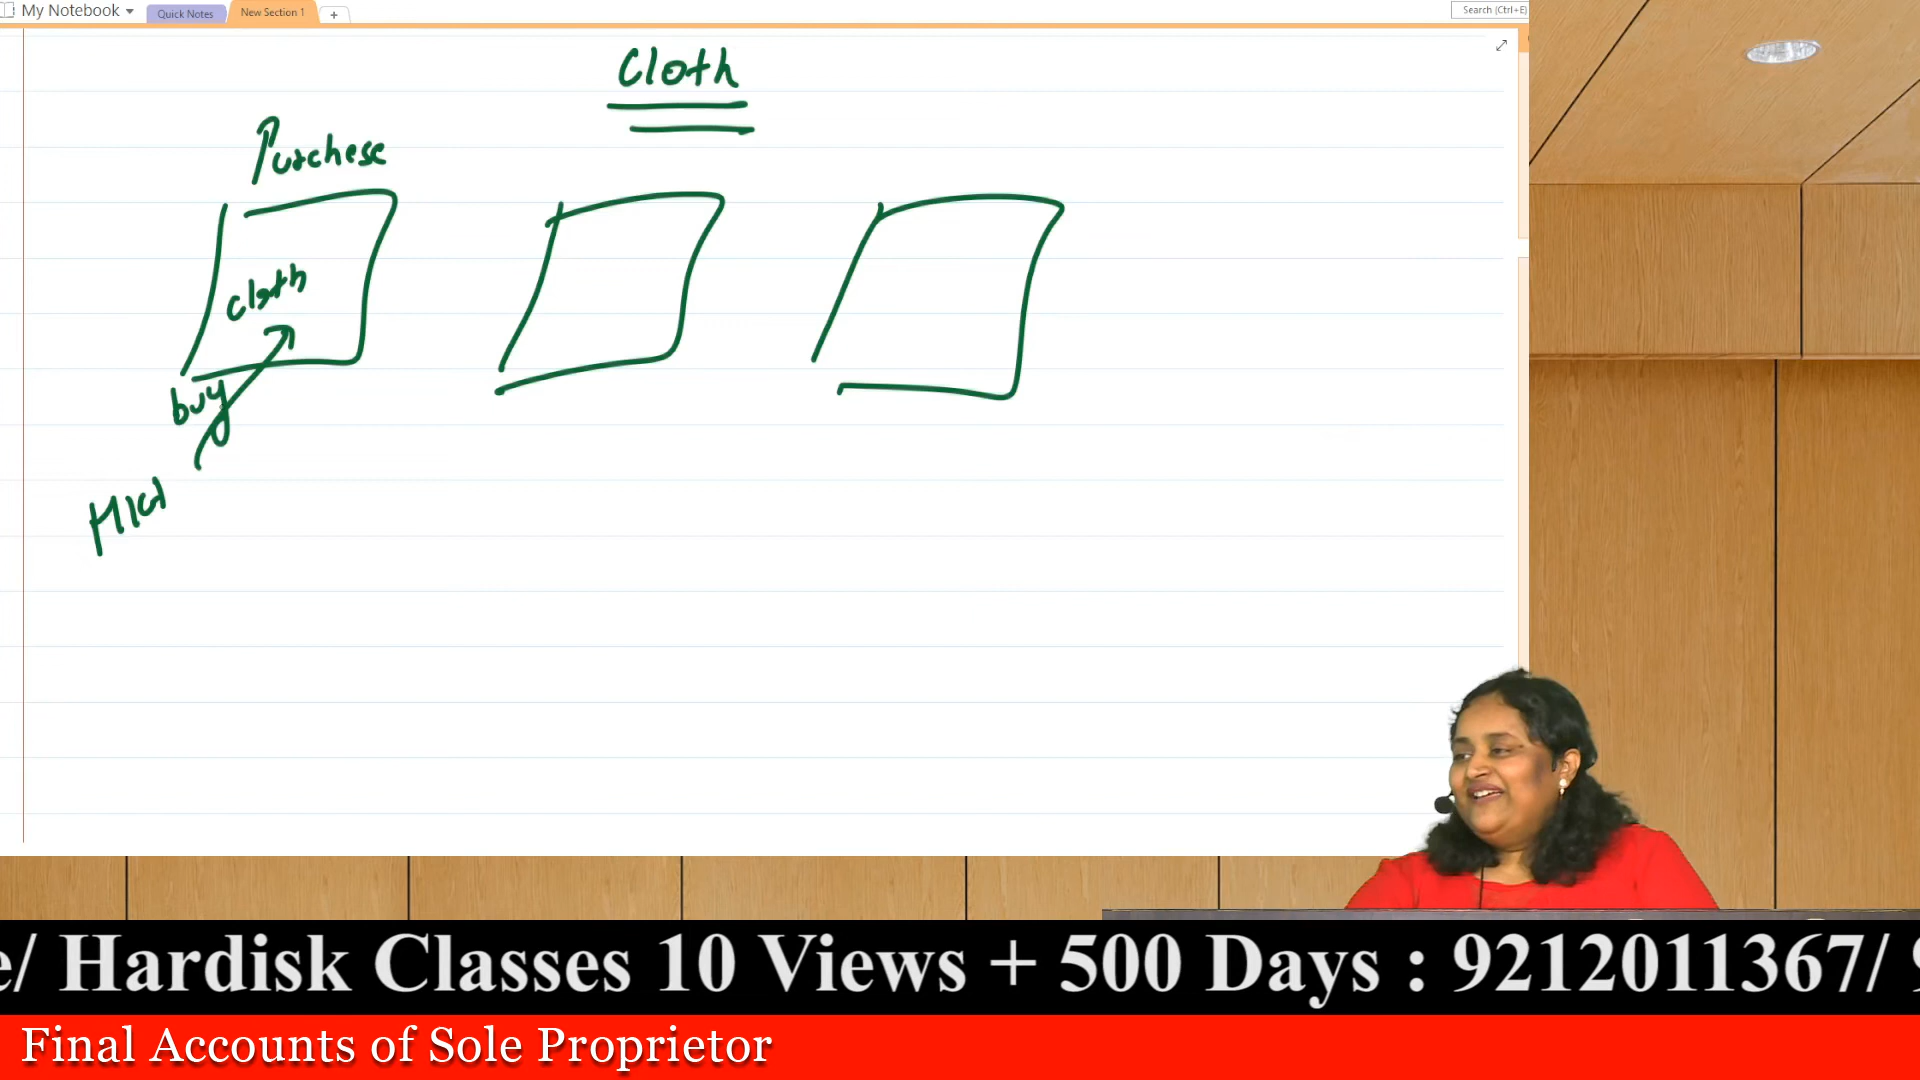 My Notebook
Quick Notes
New Section 1
+
Search (Ctrl+E)
Cloth
Purchese
cloth
buy
e/ Hardisk Classes 10 Views + 500 Days : 9212011367/ 9
Final Accounts of Sole Proprietor